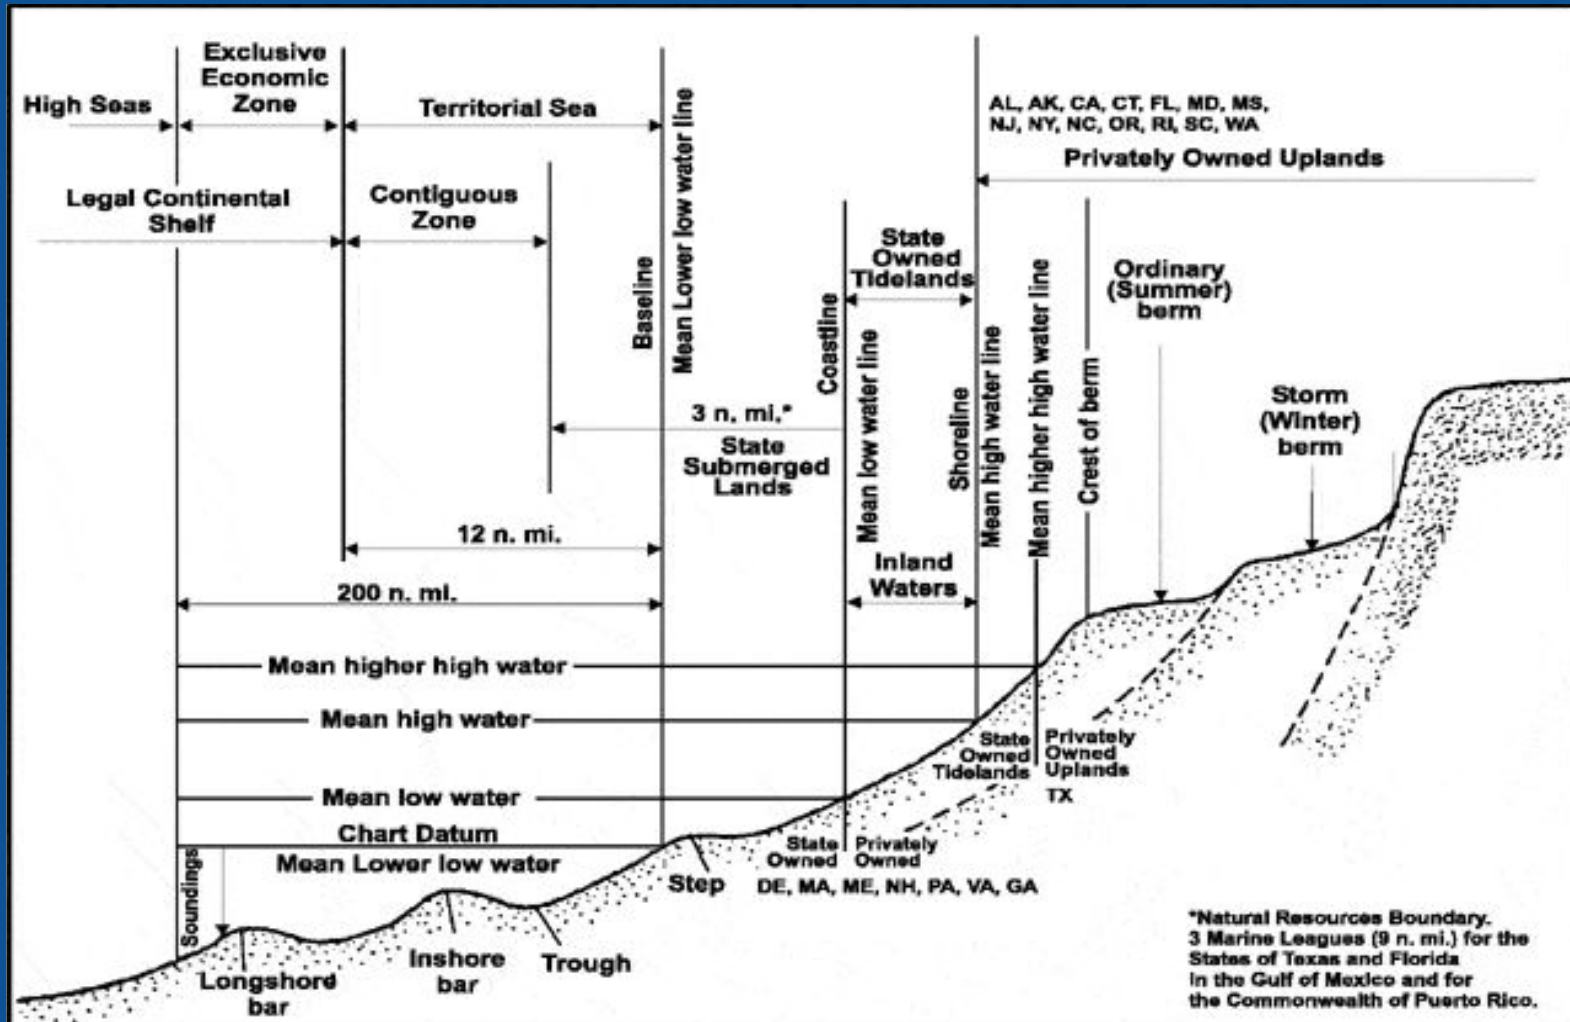 Exclusive
Economic
Zone
High Seas
Territorial Sea
AL, AK, CA, CT, FL, MD, MS,
NJ, NY, NC, OR, RI, SC, WA
Privately Owned Uplands
Legal Continental
Shelf
Contiguous
Zone
Baseline
Mean Lower low water line
State
Owned
Tidelands
Coastline
Mean low water line
Shoreline
Mean high water line
Mean higher high water line
Crest of berm
Ordinary
(Summer)
berm
Storm
(Winter)
berm
3 n. mi.*
State
Submerged
Lands
12 n. mi.
200 n. mi.
Inland
Waters
Mean higher high water
Mean high water
Mean low water
Chart Datum
Mean Lower low water
Soundings
State
Owned
Tidelands
Privately
Owned
Uplands
TX
State
Owned
Privately
Owned
DE, MA, ME, NH, PA, VA, GA
Step
Trough
Inshore
bar
Longshore
bar
*Natural Resources Boundary.
3 Marine Leagues (9 n. mi.) for the
States of Texas and Florida
in the Gulf of Mexico and for
the Commonwealth of Puerto Rico.